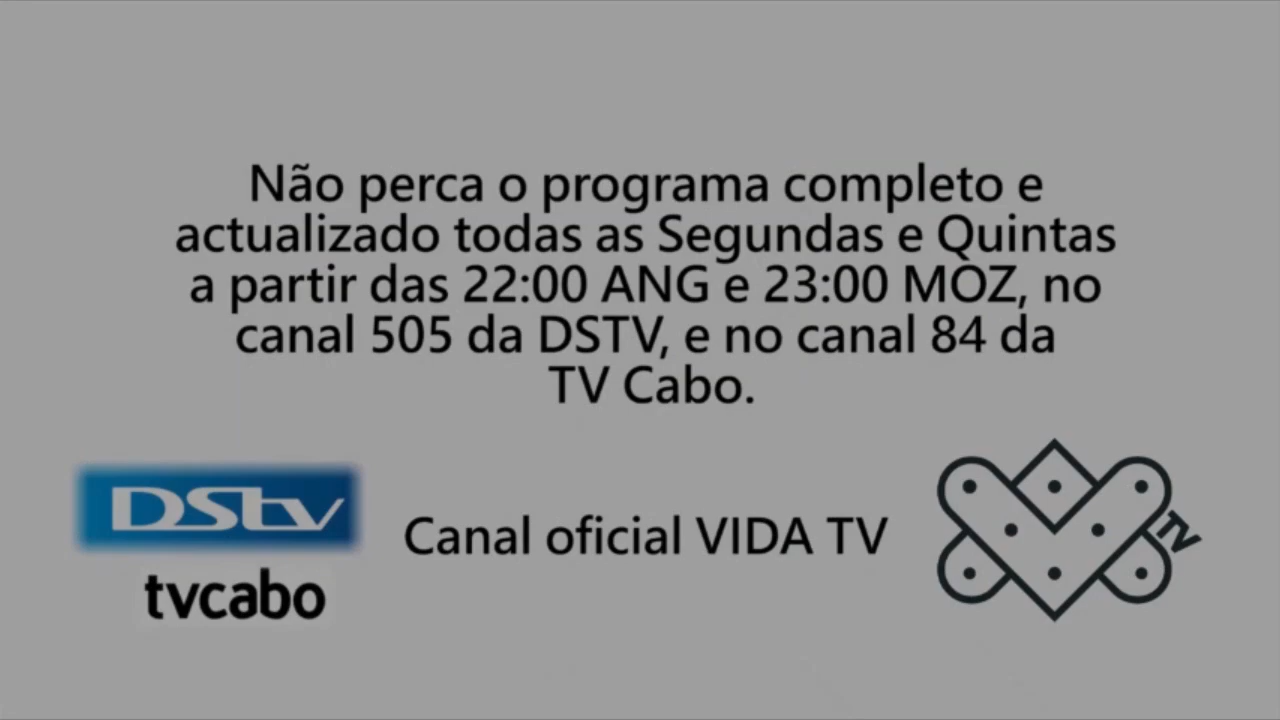 Não perca o programa completo e
actualizado todas as Segundas e Quintas
a partir das 22:00 ANG e 23:00 MOZ, no
canal 505 da DSTV, e no canal 84 da
TV Cabo.
DStv
tvcabo
Canal oficial VIDA TV
TV